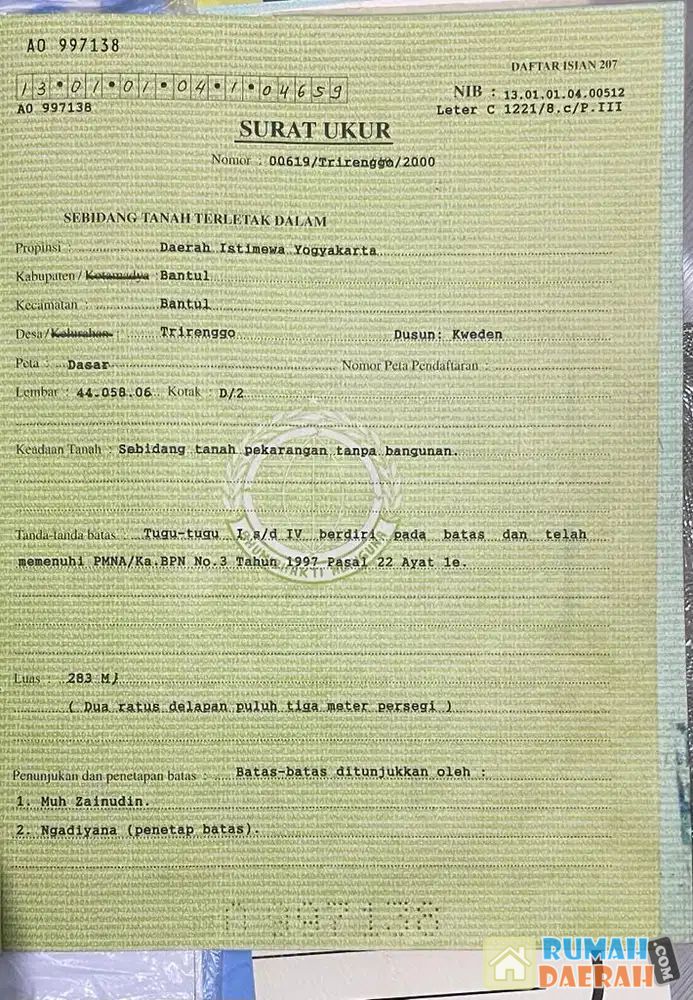 AO 997138
DAFTAR ISIAN 207
13.01.01.04.1.04659
NIB : 13.01.01.04.00512
AO 997138
Leter C 1221/8.c/P.III
SURAT UKUR
Nomor : 00619/Trirenggo/2000
SEBIDANG TANAH TERLETAK DALAM
Propinsi : Daerah Istimewa Yogyakarta
Kabupaten / Kotamadya : Bantul
Kecamatan : Bantul
Desa / Kelurahan : Trirenggo Dusun: Kweden
Peta : Dasar Nomor Peta Pendaftaran :
Lembar : 44.058.06 Kotak : D/2
Keadaan Tanah : Sebidang tanah pekarangan tanpa bangunan.
Tanda-tanda batas : Tugu-tugu I s/d IV berdiri pada batas dan telah
memenuhi PMNA/Ka.BPN No.3 Tahun 1997 Pasal 22 Ayat 1e.
Luas : 283 M
( Dua ratus delapan puluh tiga meter persegi )
Penunjukan dan penetapan batas : Batas-batas ditunjukkan oleh :
1. Muh Zainudin.
2. Ngadiyana (penetap batas).
RUMAH
DAERAH
.COM